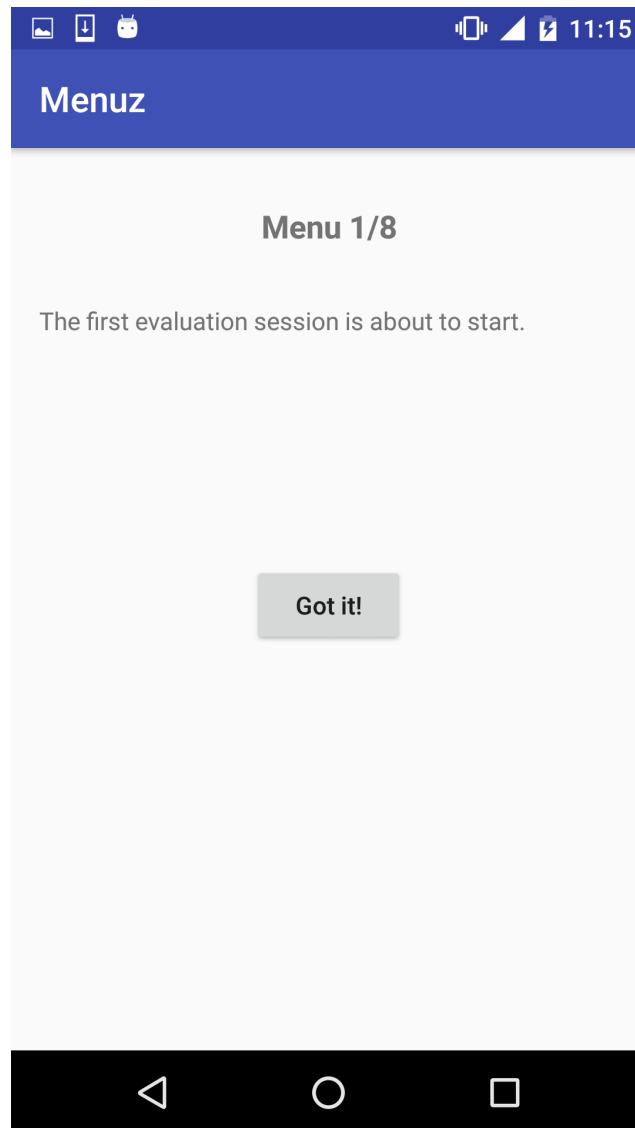 11:15
Menuz
Menu 1/8
The first evaluation session is about to start.
Got it!